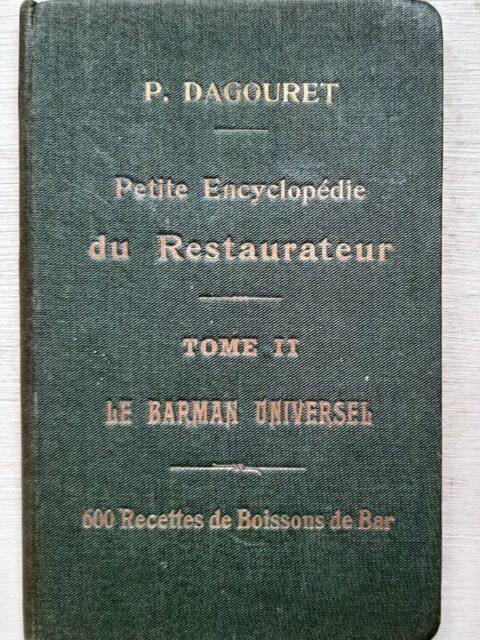 P. DAGOURET
Petite Encyclopédie
du Restaurateur
TOME II
LE BARMAN UNIVERSEL
600 Recettes de Boissons de Bar